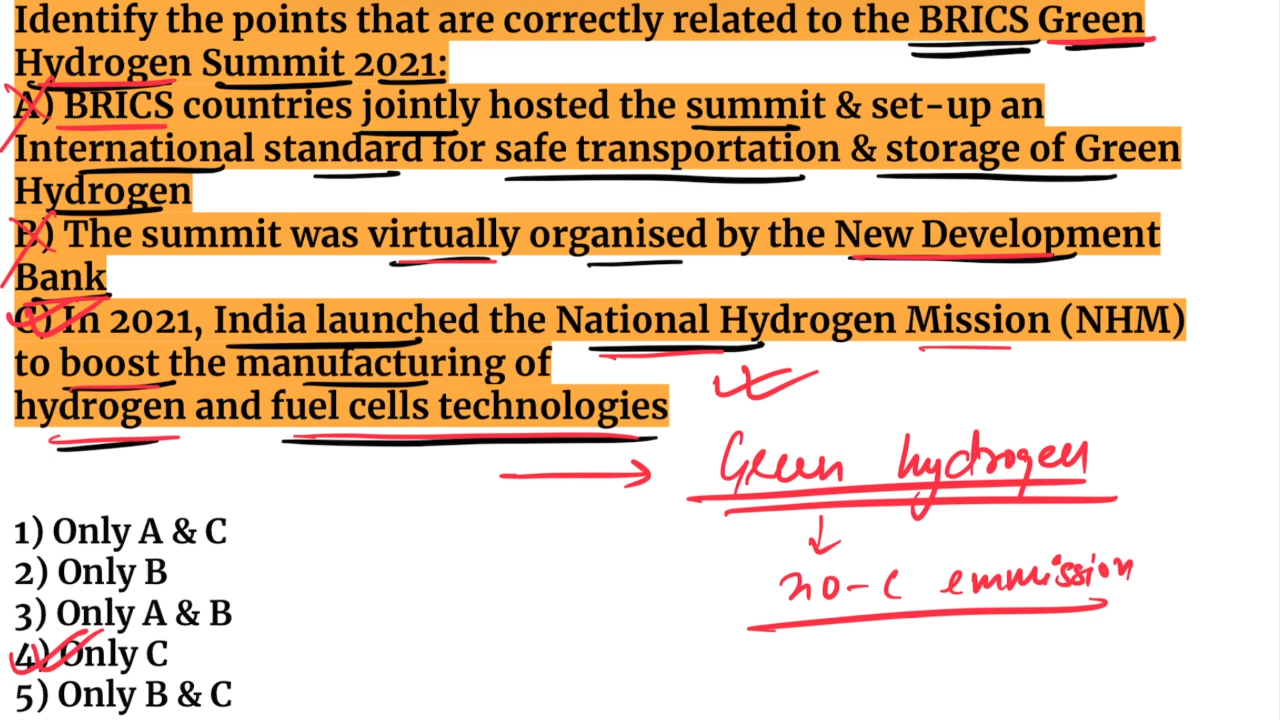 Identify the points that are correctly related to the BRICS Green
Hydrogen Summit 2021:
A) BRICS countries jointly hosted the summit & set-up an
International standard for safe transportation & storage of Green
Hydrogen
B) The summit was virtually organised by the New Development
Bank
C) In 2021, India launched the National Hydrogen Mission (NHM)
to boost the manufacturing of
hydrogen and fuel cells technologies
Green hydrogen
no-C emmission
1) Only A & C
2) Only B
3) Only A & B
4) Only C
5) Only B & C